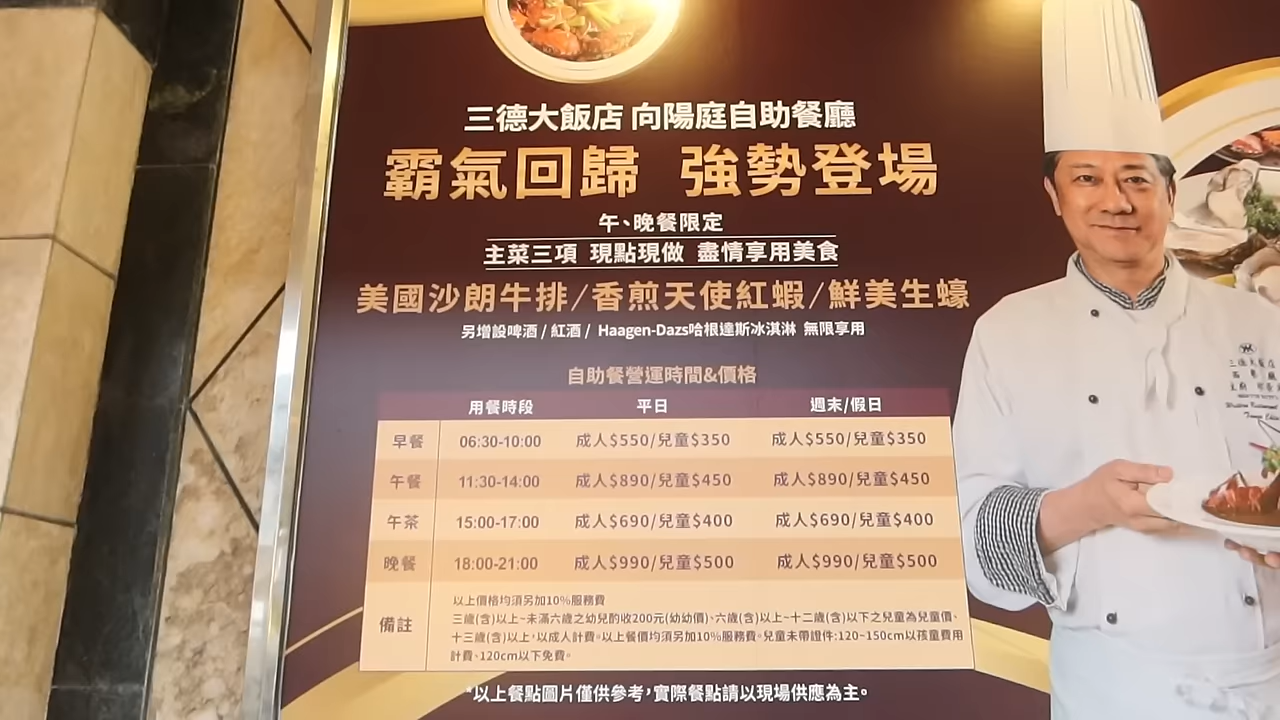 三德大飯店 向陽庭自助餐廳
霸氣回歸 強勢登場
午、晚餐限定
主菜三項 現點現做 盡情享用美食
美國沙朗牛排/香煎天使紅蝦/鮮美生蠔
另增設啤酒/紅酒/ Haagen-Dazs哈根達斯冰淇淋 無限享用
自助餐營運時間&價格
用餐時段 平日 週末/假日
早餐 06:30-10:00 成人$550/兒童$350 成人$550/兒童$350
午餐 11:30-14:00 成人$890/兒童$450 成人$890/兒童$450
午茶 15:00-17:00 成人$690/兒童$400 成人$690/兒童$400
晚餐 18:00-21:00 成人$990/兒童$500 成人$990/兒童$500
備註
以上價格均須另加10%服務費
三歲(含)以上~未滿六歲之幼兒酌收200元(幼幼價)、六歲(含)以上~十二歲(含)以下之兒童為兒童價、
十三歲(含)以上，以成人計費。以上餐價均須另加10%服務費。兒童未帶證件:120~150cm以孩童費用
計費、120cm以下免費。
*以上餐點圖片僅供參考，實際餐點請以現場供應為主。
三德大飯店